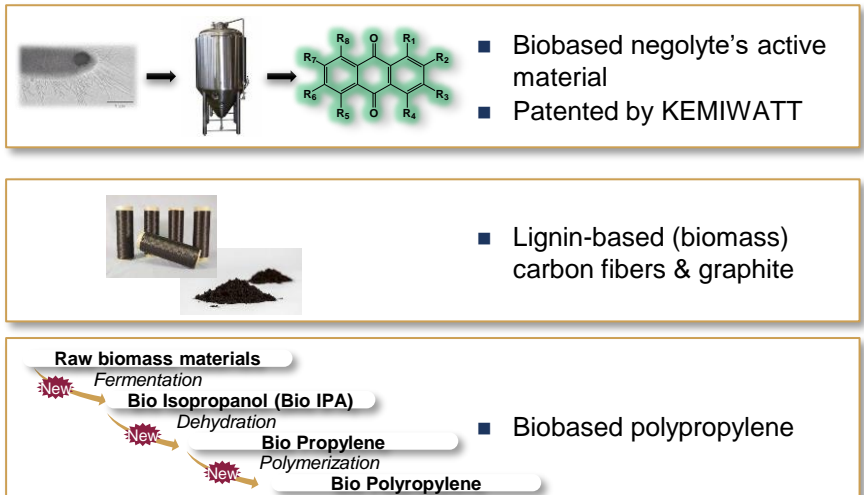 R8 O R1
R7 R2
R6 R3
R5 O R4
■ Biobased negolyte's active
material
■ Patented by KEMIWATT
■ Lignin-based (biomass)
carbon fibers & graphite
Raw biomass materials
New Fermentation
Bio Isopropanol (Bio IPA)
New Dehydration
Bio Propylene
New Polymerization
Bio Polyropylene
■ Biobased polypropylene